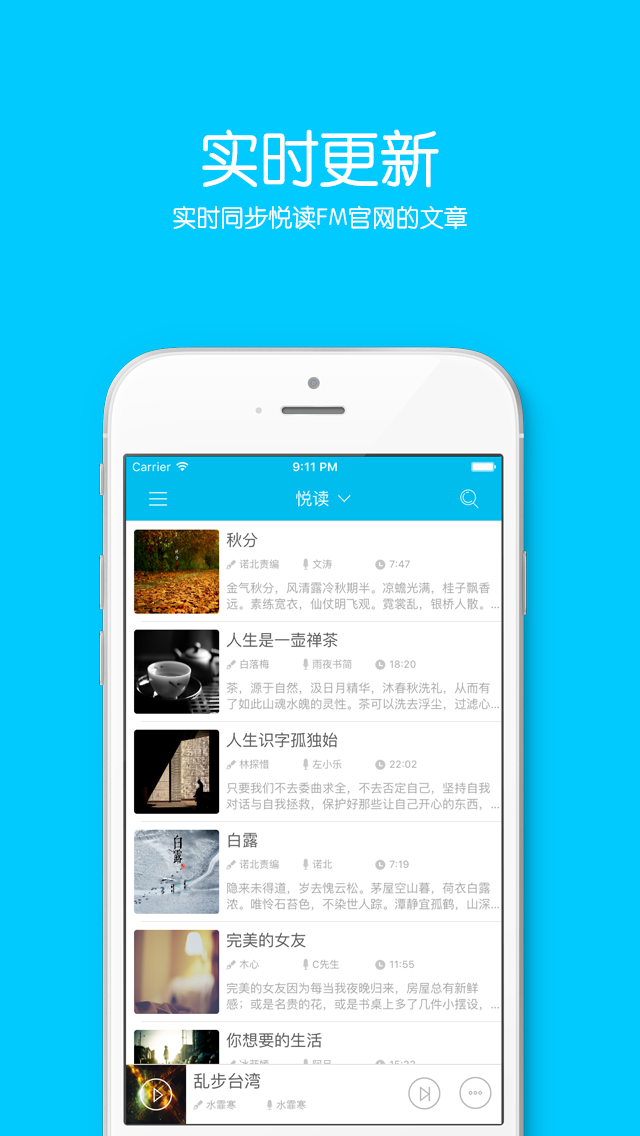 实时更新
实时同步悦读FM官网的文章
Carrier 9:11 PM
悦读
秋分
诺北责编 文涛 7:47
金气秋分，风清露冷秋期半。凉蟾光满，桂子飘香
远。素练宽衣，仙仗明飞观。霓裳乱，银桥人散。...
人生是一壶禅茶
白落梅 雨夜书简 18:20
茶，源于自然，汲日月精华，沐春秋洗礼，从而有
了如此山魂水魄的灵性。茶可以洗去浮尘，过滤心...
人生识字孤独始
林探惜 左小乐 22:02
只要我们不去委曲求全，不去否定自己，坚持自我
对话与自我拯救，保护好那些让自己开心的东西，...
白露
白露
诺北责编 诺北 7:19
隐来未得道，岁去愧云松。茅屋空山暮，荷衣白露
浓。唯怜石苔色，不染世人踪。潭静宜孤鹤，山深...
完美的女友
木心 C先生 11:55
完美的女友因为每当我夜晚归来，房屋总有新鲜
感；或是名贵的花，或是书桌上多了几件小摆设，...
你想要的生活
乱步台湾
水霏寒 水霏寒